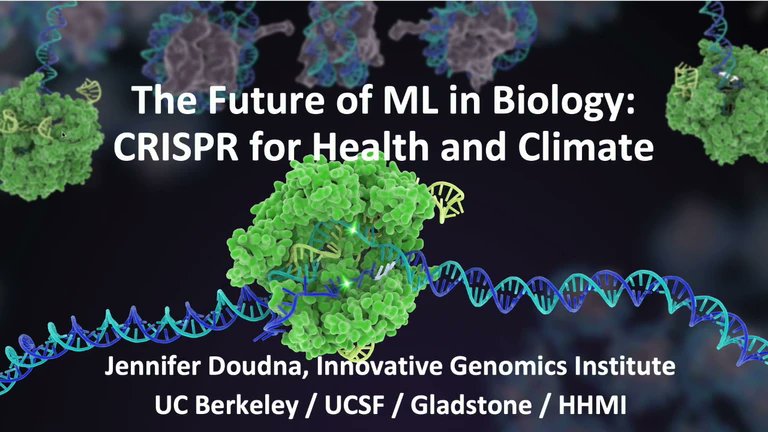 The Future of ML in Biology:
CRISPR for Health and Climate
Jennifer Doudna, Innovative Genomics Institute
UC Berkeley / UCSF / Gladstone / HHMI